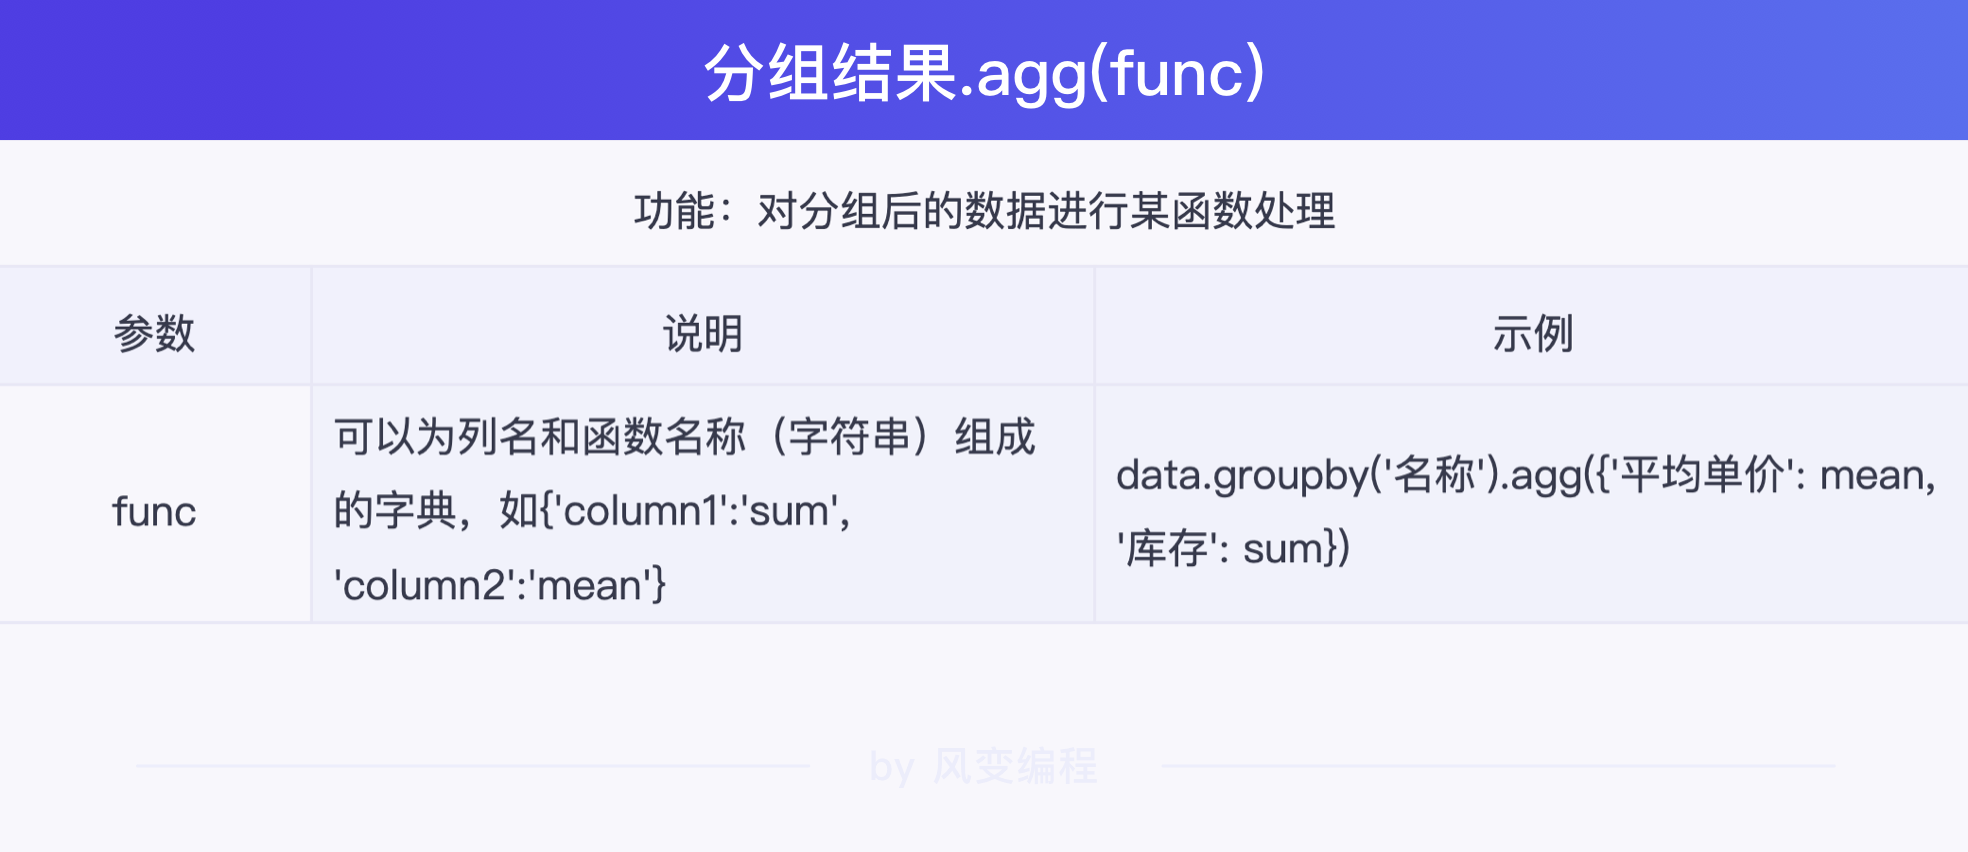 分组结果.agg(func)
功能：对分组后的数据进行某函数处理
参数
说明
示例
func
可以为列名和函数名称（字符串）组成
的字典，如{'column1':'sum',
'column2':'mean'}
data.groupby('名称').agg({'平均单价': mean,
'库存': sum})
by 风变编程